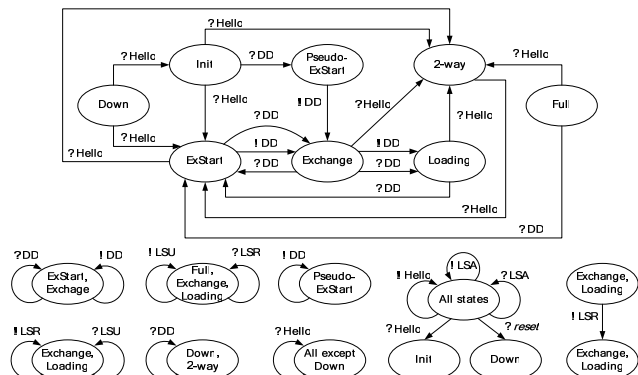 ? Hello
? Hello
? Hello
Init
? DD
Pseudo-
ExStart
2-way
? Hello
Down
? Hello
! DD
? Hello
Full
? Hello
? DD
? Hello
! DD
! DD
ExStart
? DD
Exchange
? DD
Loading
? Hello
? DD
? Hello
? DD
? DD
! DD
ExStart,
Exchage
! LSU
? LSR
Full,
Exchange,
Loading
! DD
Pseudo-
ExStart
! LSA
! Hello
? LSA
All states
? Hello
? reset
Init
Down
Exchange,
Loading
! LSR
Exchange,
Loading
! LSR
? LSU
Exchange,
Loading
? DD
Down,
2-way
? Hello
All except
Down